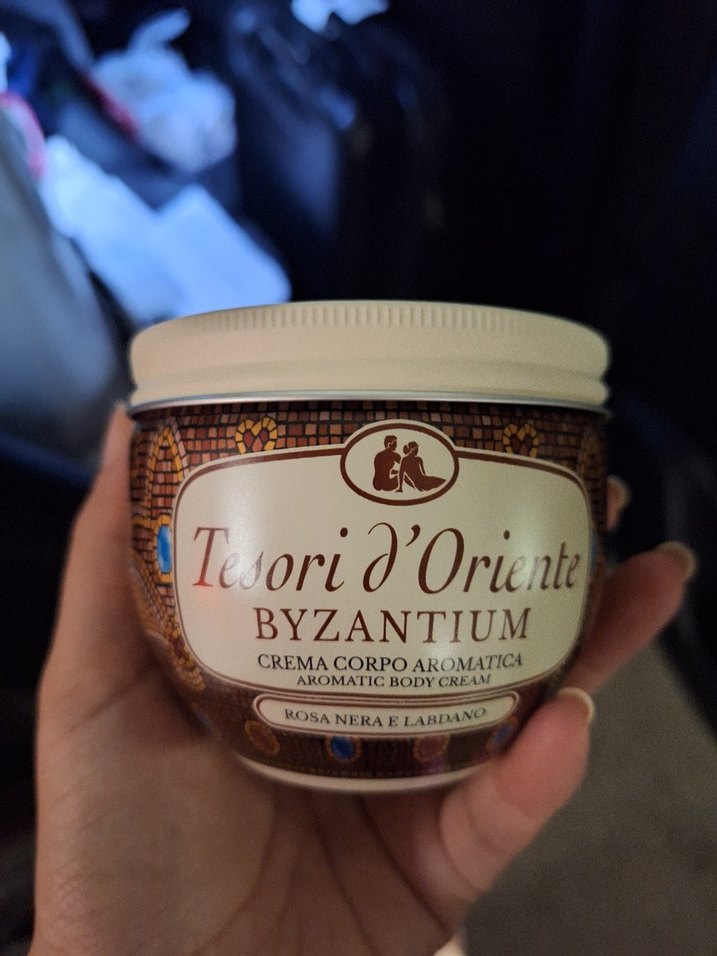 Tesori d'Oriente
BYZANTIUM
CREMA CORPO AROMATICA
AROMATIC BODY CREAM
ROSA NERA E LABDANO